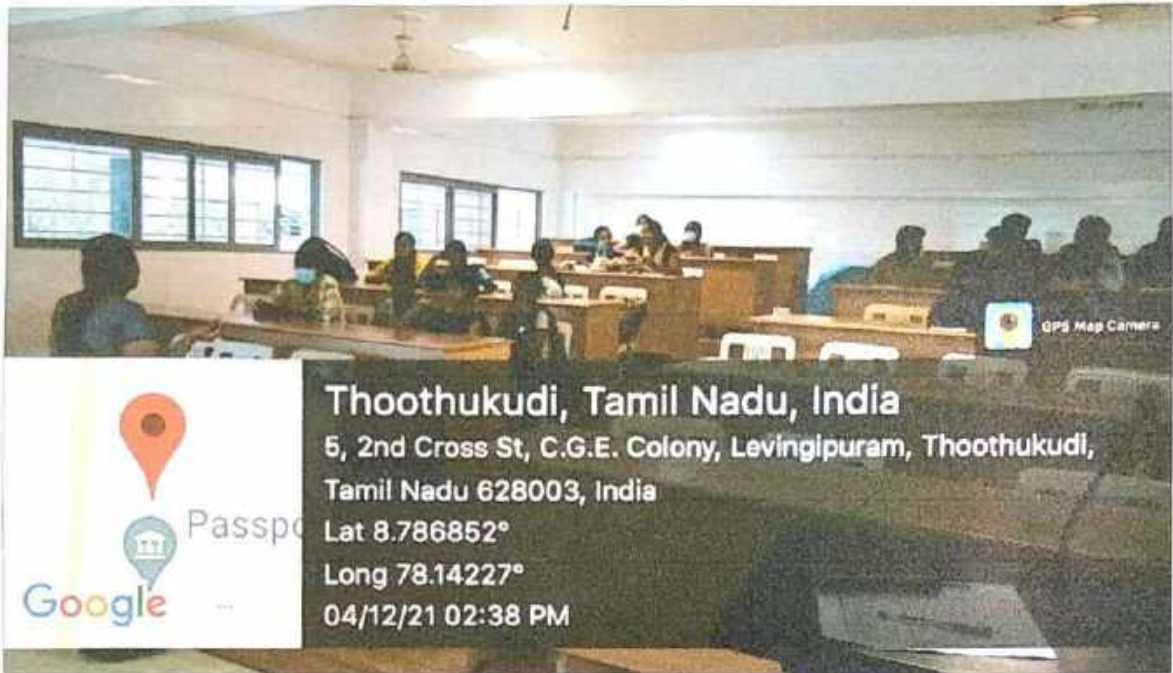 GPS Map Camera
Thoothukudi, Tamil Nadu, India
5, 2nd Cross St, C.G.E. Colony, Levingipuram, Thoothukudi,
Tamil Nadu 628003, India
Lat 8.786852°
Long 78.14227°
04/12/21 02:38 PM
Passpo
Google